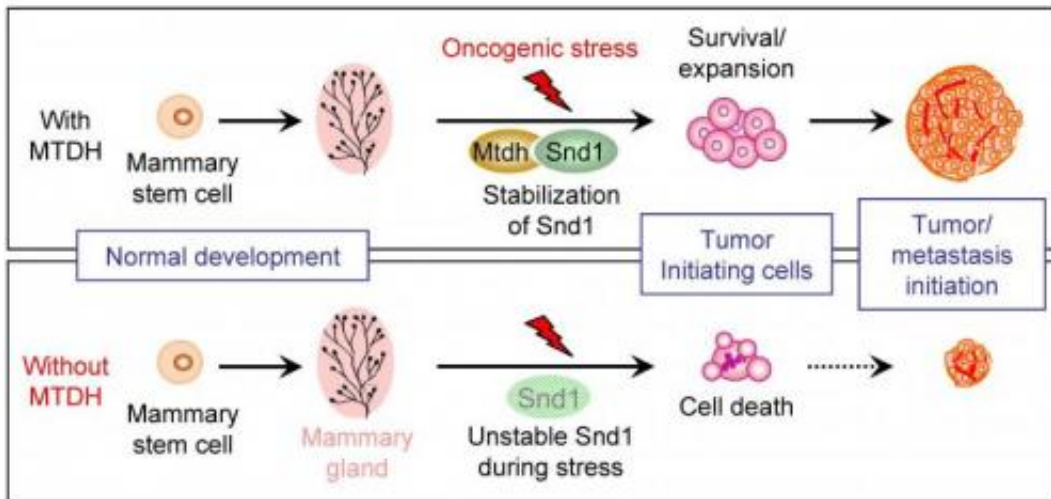 Oncogenic stress
Survival/
expansion
With
MTDH
Mtdh Snd1
Mammary
stem cell
Stabilization
of Snd1
Normal development
Tumor
Initiating cells
Tumor/
metastasis
initiation
Without
MTDH
Snd1
Mammary
stem cell
Mammary
gland
Unstable Snd1
during stress
Cell death